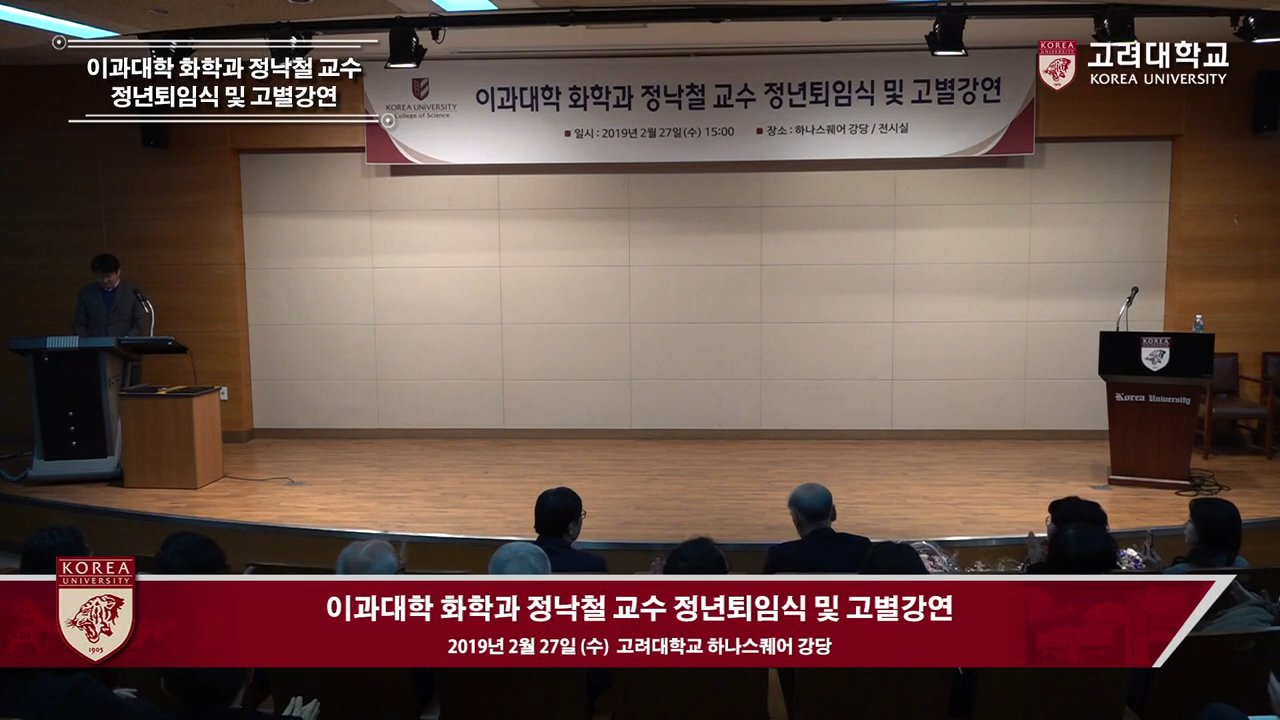 이과대학 화학과 정낙철 교수
정년퇴임식 및 고별강연
KOREA
UNIVERSITY
고려대학교
KOREA UNIVERSITY
KOREA UNIVERSITY
College of Science
이과대학 화학과 정낙철 교수 정년퇴임식 및 고별강연
일시 : 2019년 2월 27일(수) 15:00 장소 : 하나스퀘어 강당 / 전시실
KOREA
Korea University
KOREA
UNIVERSITY
1905
이과대학 화학과 정낙철 교수 정년퇴임식 및 고별강연
2019년 2월 27일 (수) 고려대학교 하나스퀘어 강당